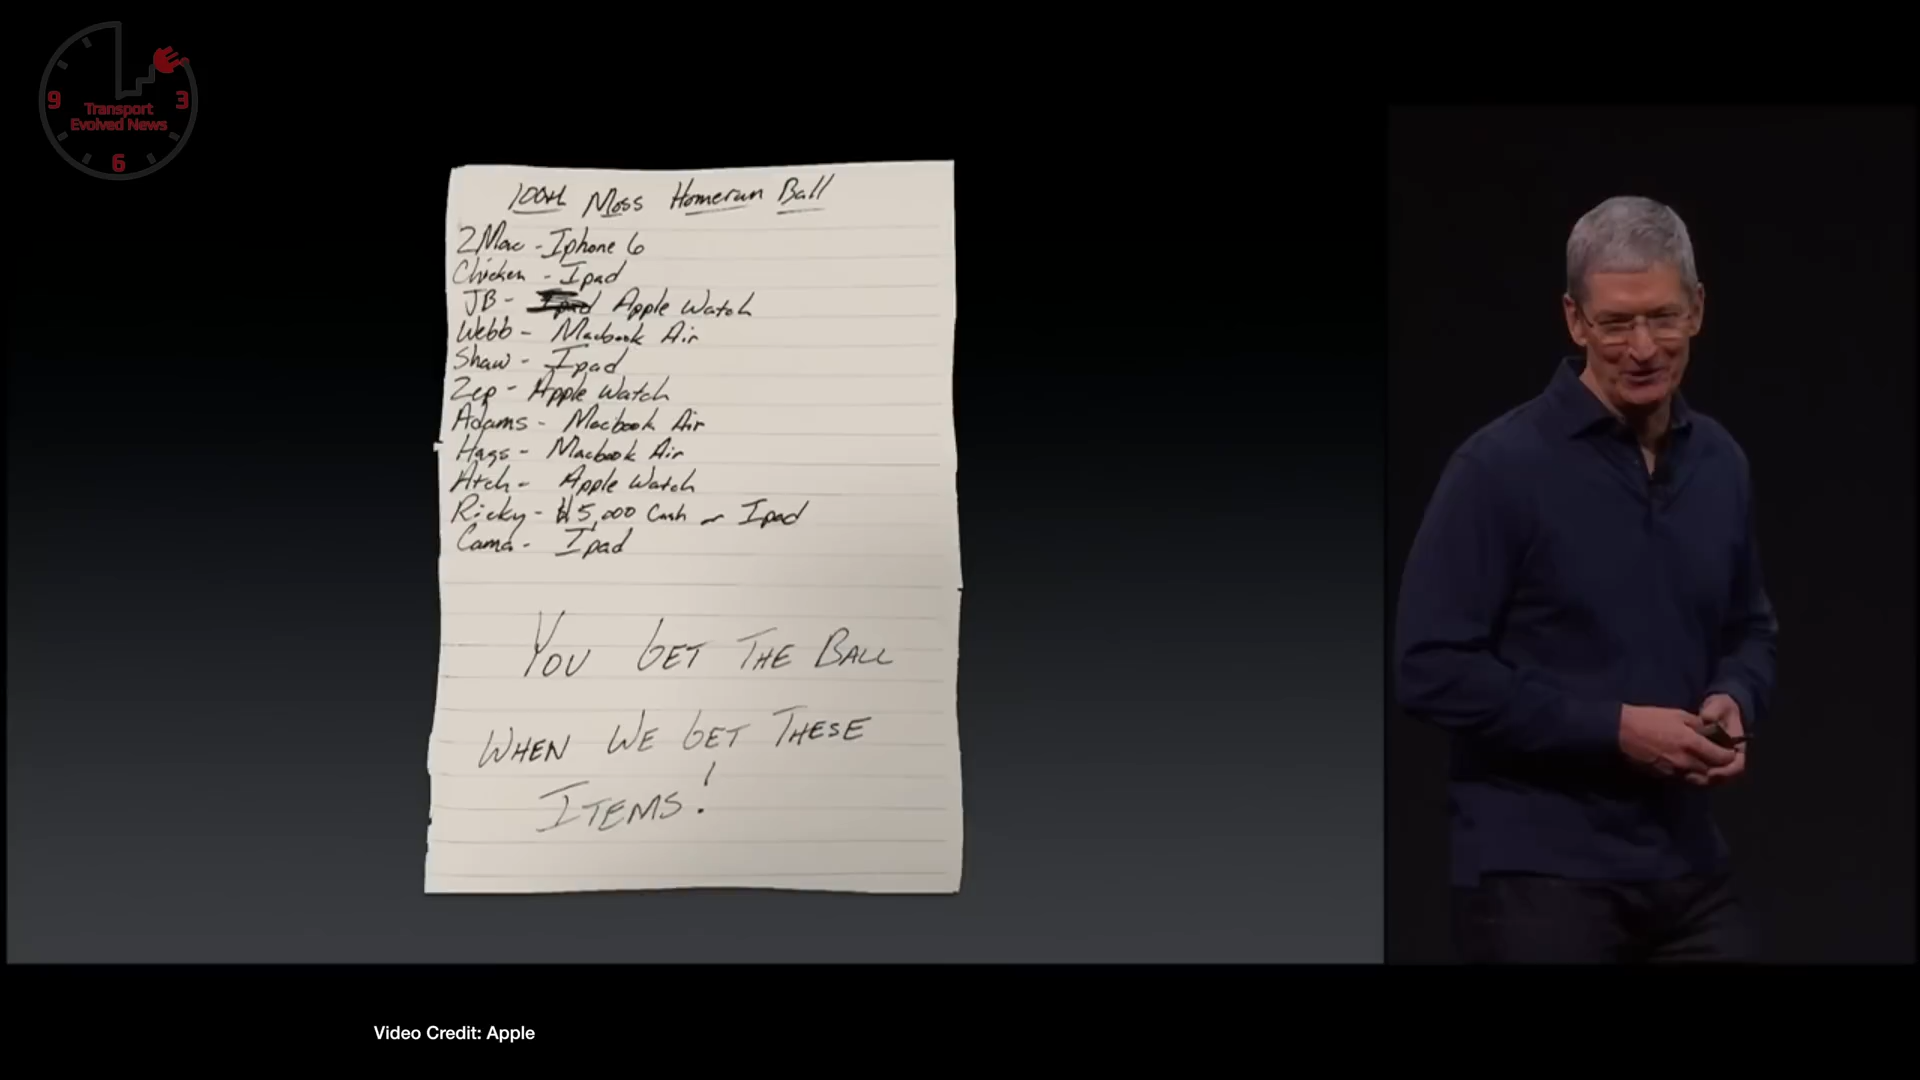 9
3
6
Transport
Evolved News
100th Moss Homerun Ball
ZMac - Iphone 6
Chicken - Ipad
JB - Ipad Apple Watch
Webb - Macbook Air
Shaw - Ipad
Zep - Apple Watch
Adams - Macbook Air
Hags - Macbook Air
Atch - Apple Watch
Ricky - $15,000 Cash or Ipad
Cama - Ipad
YOU GET THE BALL
WHEN WE GET THESE
ITEMS!
Video Credit: Apple